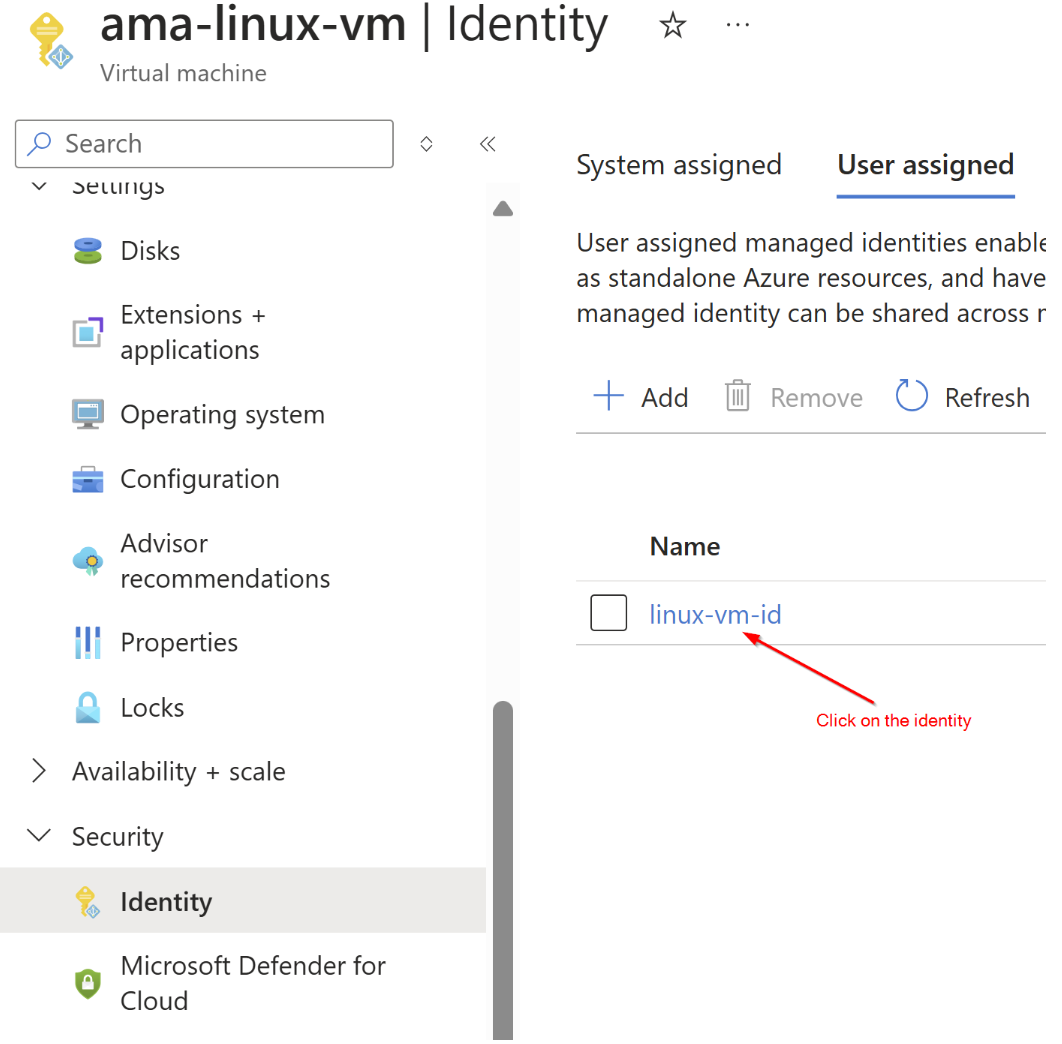 ama-linux-vm | Identity
Virtual machine
Search
Settings
Disks
Extensions +
applications
Operating system
Configuration
Advisor
recommendations
Properties
Locks
Availability + scale
Security
Identity
Microsoft Defender for
Cloud
System assigned
User assigned
User assigned managed identities enable
as standalone Azure resources, and have
managed identity can be shared across
Add
Remove
Refresh
Name
linux-vm-id
Click on the identity